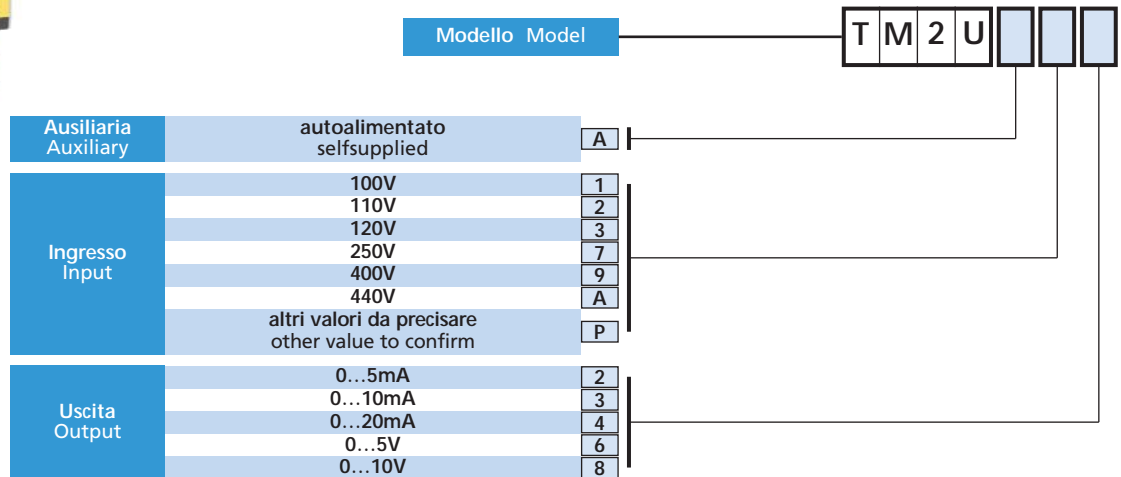 Modello Model
T M 2 U
Ausiliaria
Auxiliary
autoalimentato
selfsupplied
A
Ingresso
Input
100V 1
110V 2
120V 3
250V 7
400V 9
440V A
altri valori da precisare
other value to confirm
P
Uscita
Output
0...5mA 2
0...10mA 3
0...20mA 4
0...5V 6
0...10V 8